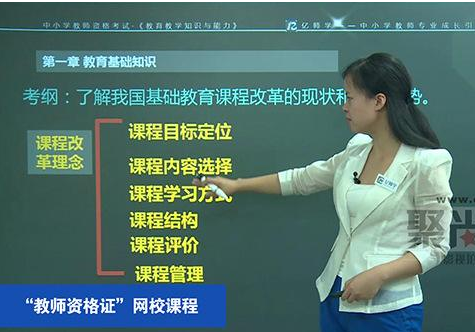 中小学教师资格考试-《教育教学知识与能力》
亿师学
中小学教师专业成长引
第一章 教育基础知识
考纲：了解我国基础教育课程改革的现状和
势。
课程改
革理念
课程目标定位
课程内容选择
课程学习方式
课程结构
课程评价
课程管理
“教师资格证”网校课程